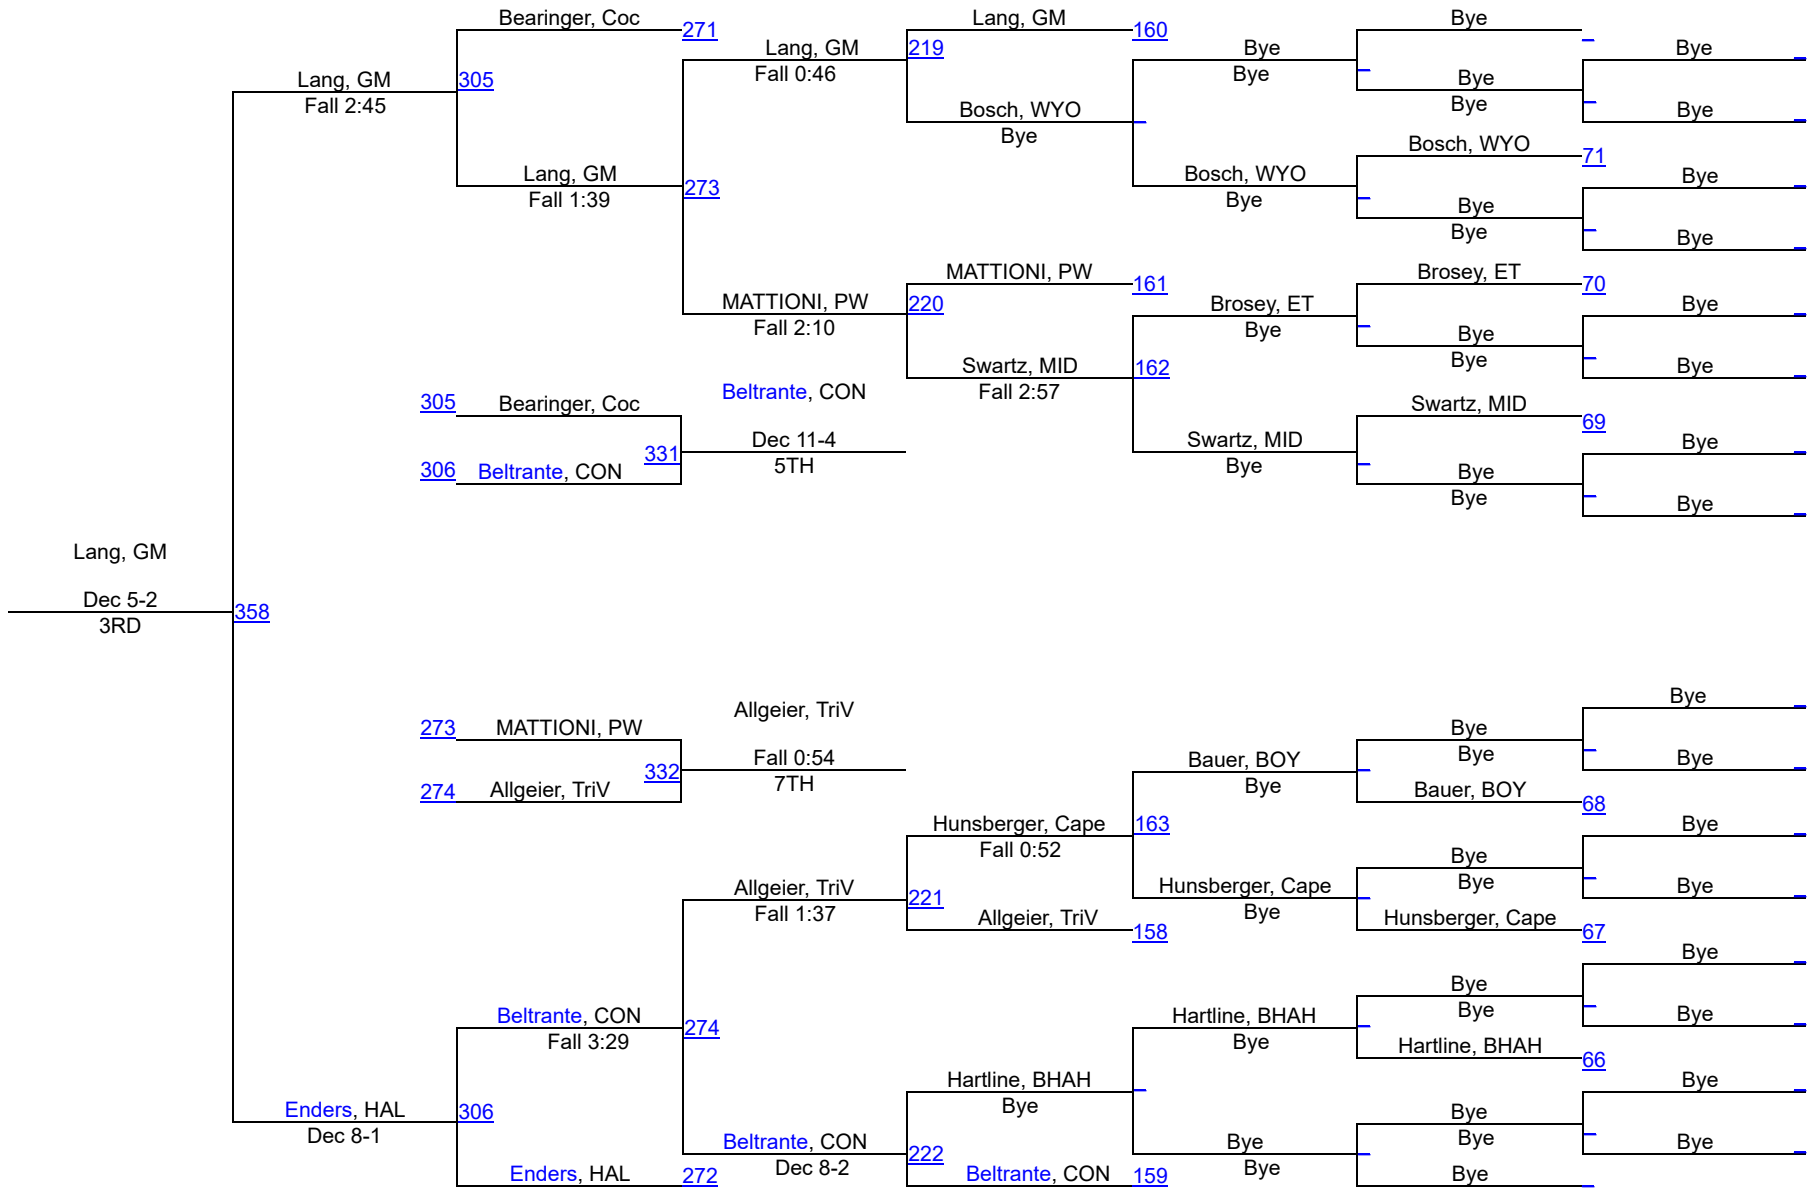 Bearinger, Coc
271
Lang, GM
160
Bye
Lang, GM
Fall 0:46
219
Bye
Bye
Bye
Lang, GM
Fall 2:45
305
Bye
Bye
Bosch, WYO
Bye
Bye
Bosch, WYO
71
Lang, GM
Fall 1:39
273
Bosch, WYO
Bye
Bye
Bye
Bye
Bye
MATTIONI, PW
161
Brosey, ET
70
MATTIONI, PW
Fall 2:10
220
Brosey, ET
Bye
Bye
Bye
Bye
Swartz, MID
Fall 2:57
162
Bye
305
Bearinger, Coc
Beltrante, CON
Swartz, MID
69
Dec 11-4
5TH
331
Swartz, MID
Bye
Bye
306
Beltrante, CON
Bye
Bye
Bye
Lang, GM
Dec 5-2
3RD
358
Bye
273
MATTIONI, PW
Allgeier, TriV
Bye
Bye
332
Fall 0:54
7TH
Bauer, BOY
Bye
Bye
274
Allgeier, TriV
Bauer, BOY
68
Hunsberger, Cape
Fall 0:52
163
Bye
Bye
Bye
Allgeier, TriV
Fall 1:37
221
Hunsberger, Cape
Bye
Bye
Allgeier, TriV
158
Hunsberger, Cape
67
Bye
Bye
Bye
Beltrante, CON
Fall 3:29
274
Hartline, BHAH
Bye
Bye
Hartline, BHAH
66
Hartline, BHAH
Bye
Bye
Enders, HAL
Dec 8-1
306
Bye
Bye
Beltrante, CON
Dec 8-2
222
Bye
Bye
Bye
Enders, HAL
272
Beltrante, CON
159
Bye